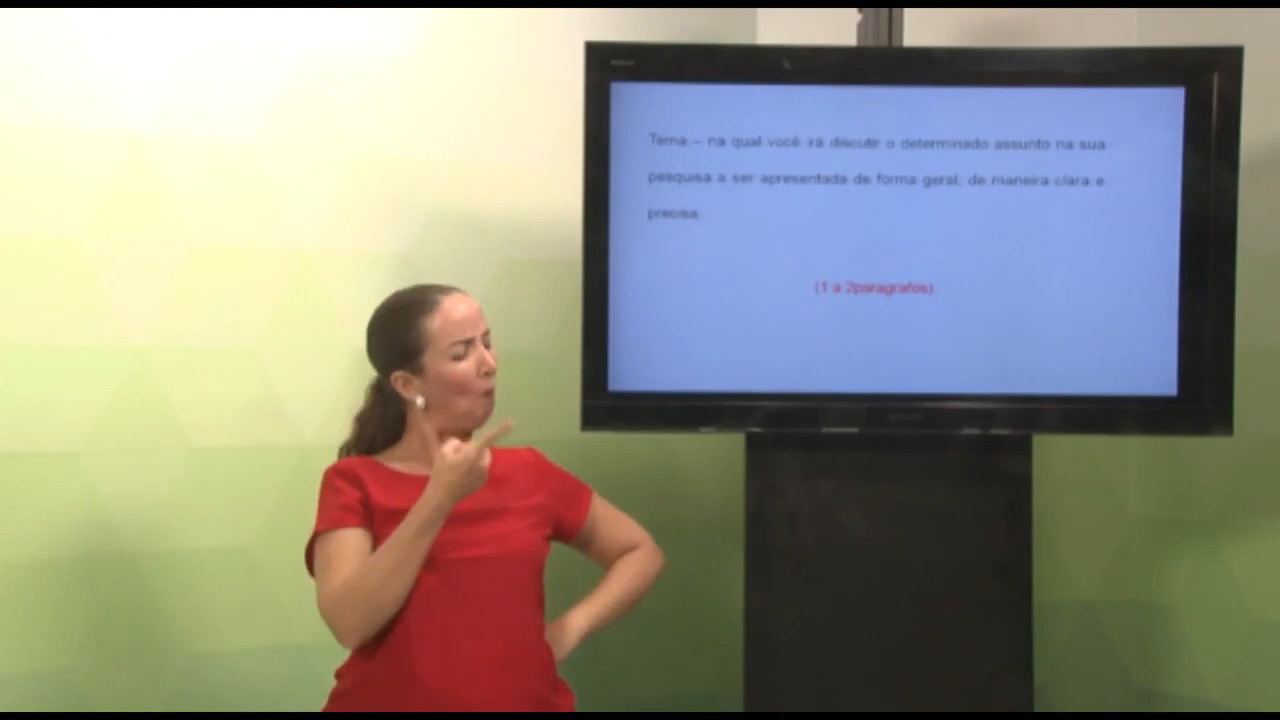 Tema – na qual você irá discutir o determinado assunto na sua
pesquisa a ser apresentada de forma geral, de maneira clara e
precisa.
(1 a 2paragrafos)